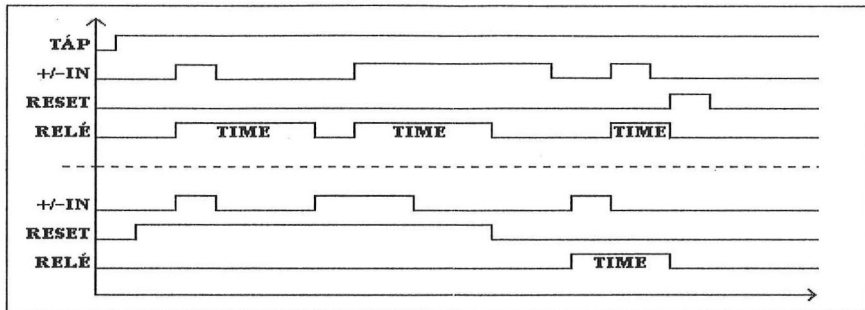 TÁP
+/-IN
RESET
RELÉ TIME TIME TIME
+/-IN
RESET
RELÉ TIME